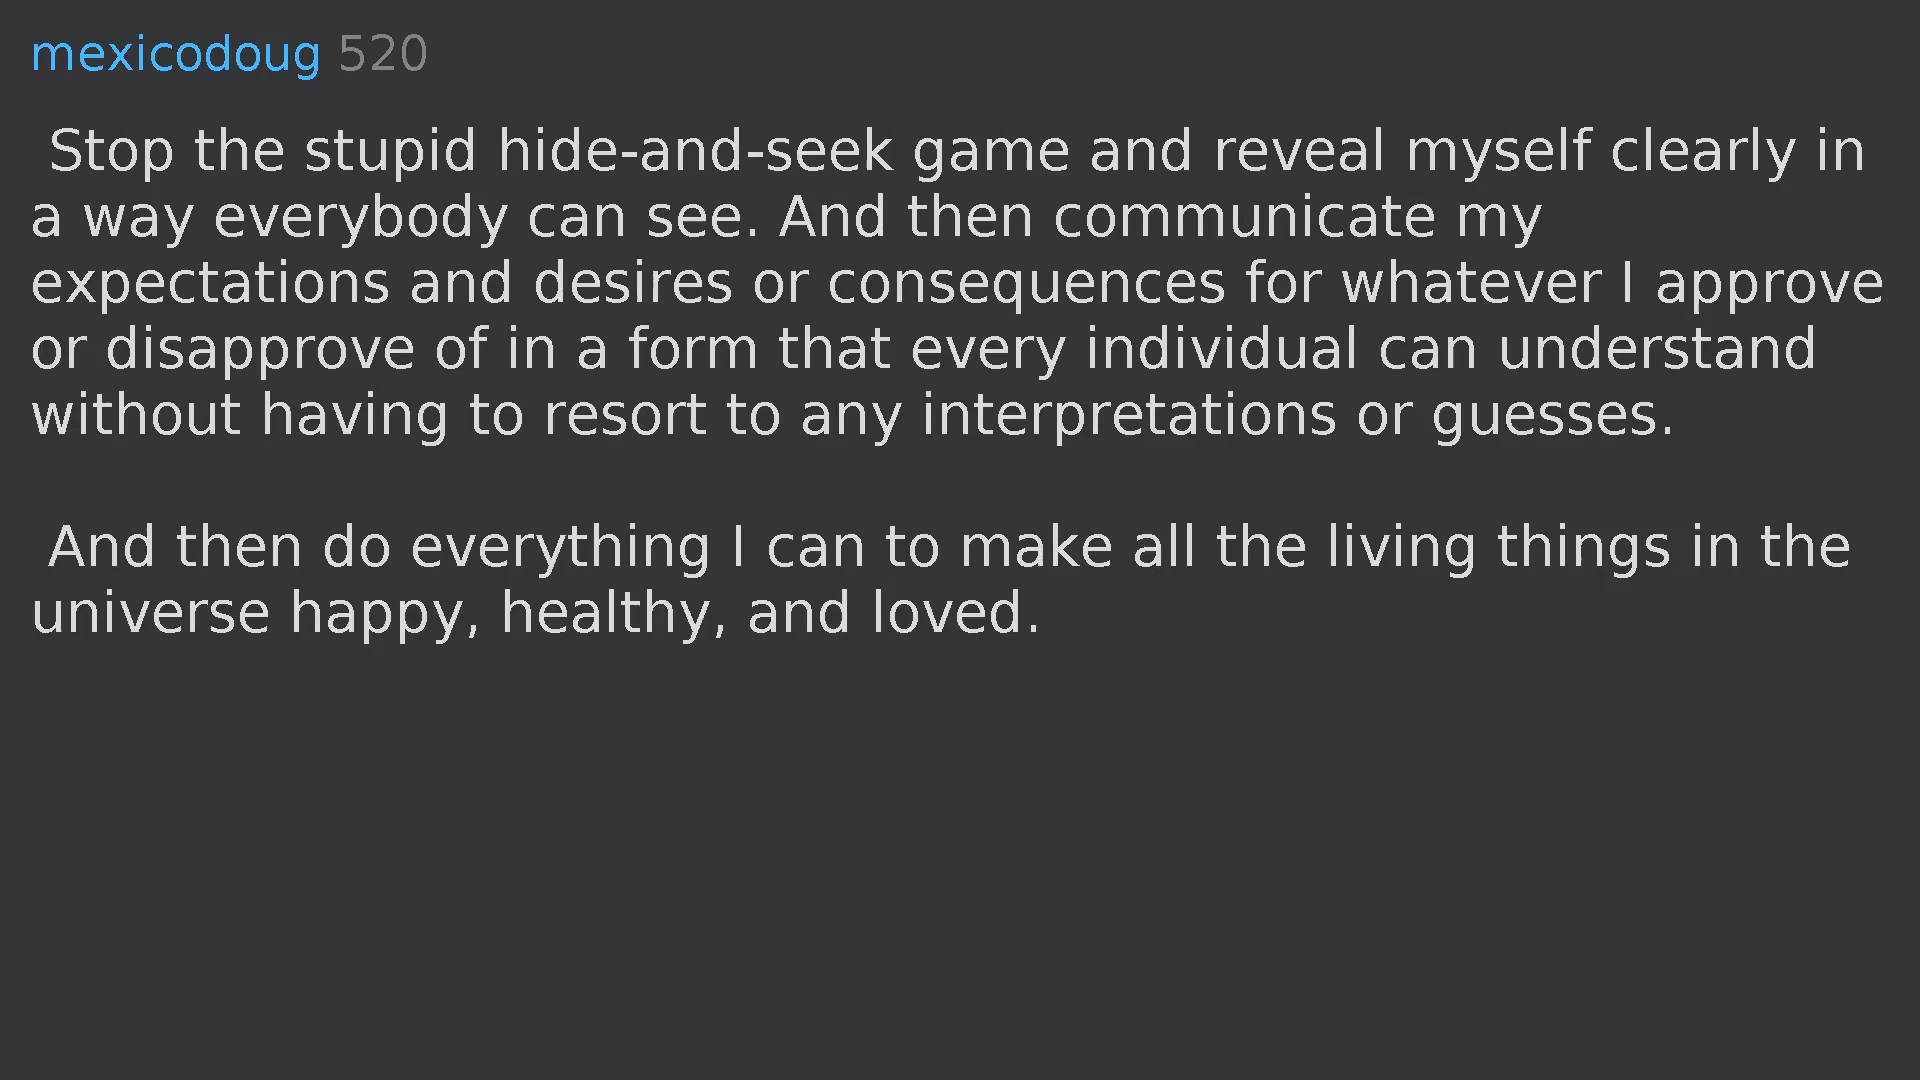 mexicodoug 520
Stop the stupid hide-and-seek game and reveal myself clearly in
a way everybody can see. And then communicate my
expectations and desires or consequences for whatever I approve
or disapprove of in a form that every individual can understand
without having to resort to any interpretations or guesses.
And then do everything I can to make all the living things in the
universe happy, healthy, and loved.